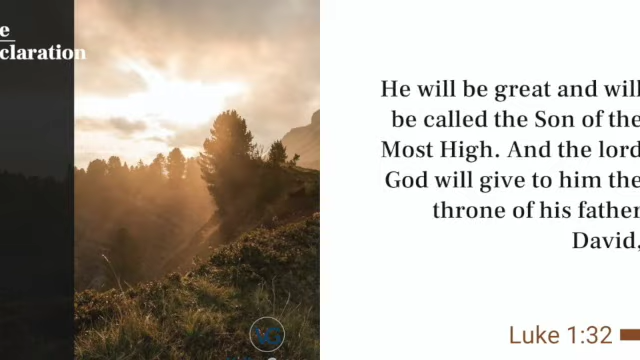 e
claration
He will be great and will
be called the Son of the
Most High. And the lord
God will give to him the
throne of his father
David,
Luke 1:32